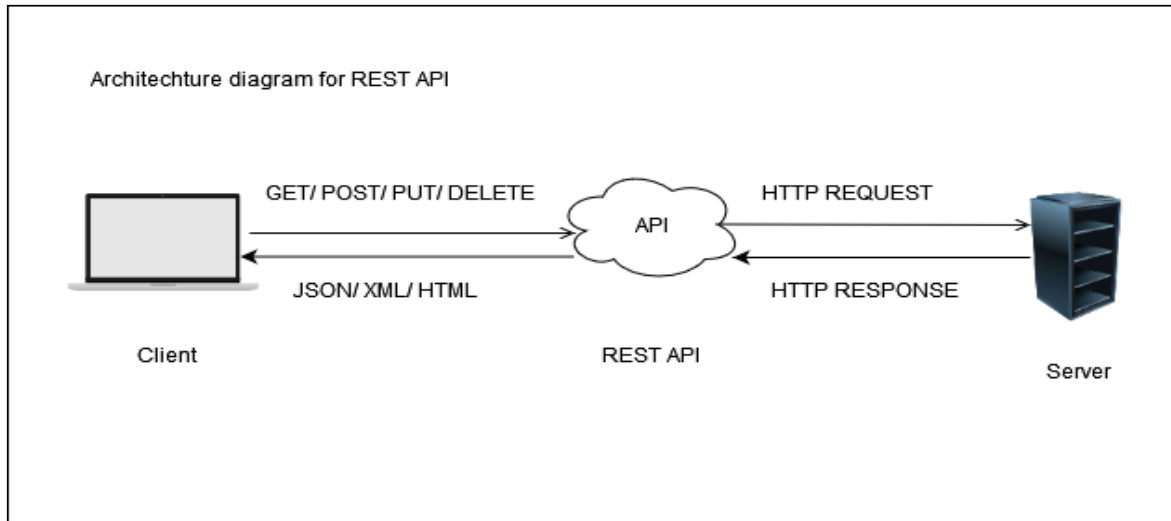 Architechture diagram for REST API
GET/ POST/ PUT/ DELETE
HTTP REQUEST
API
JSON/ XML/ HTML
HTTP RESPONSE
Client
REST API
Server